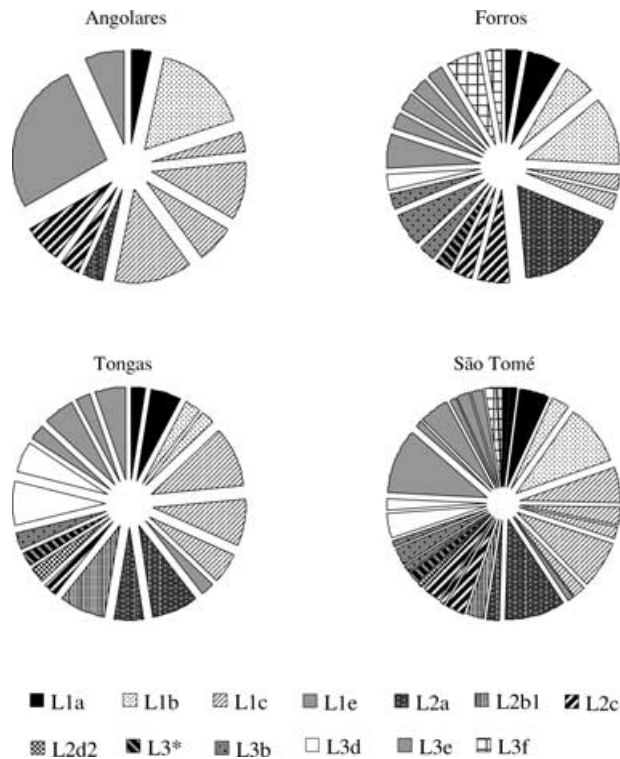 Angolares Forros
Tongas São Tomé
L1a L1b L1c L1e L2a L2b1 L2c
L2d2 L3* L3b L3d L3e L3f